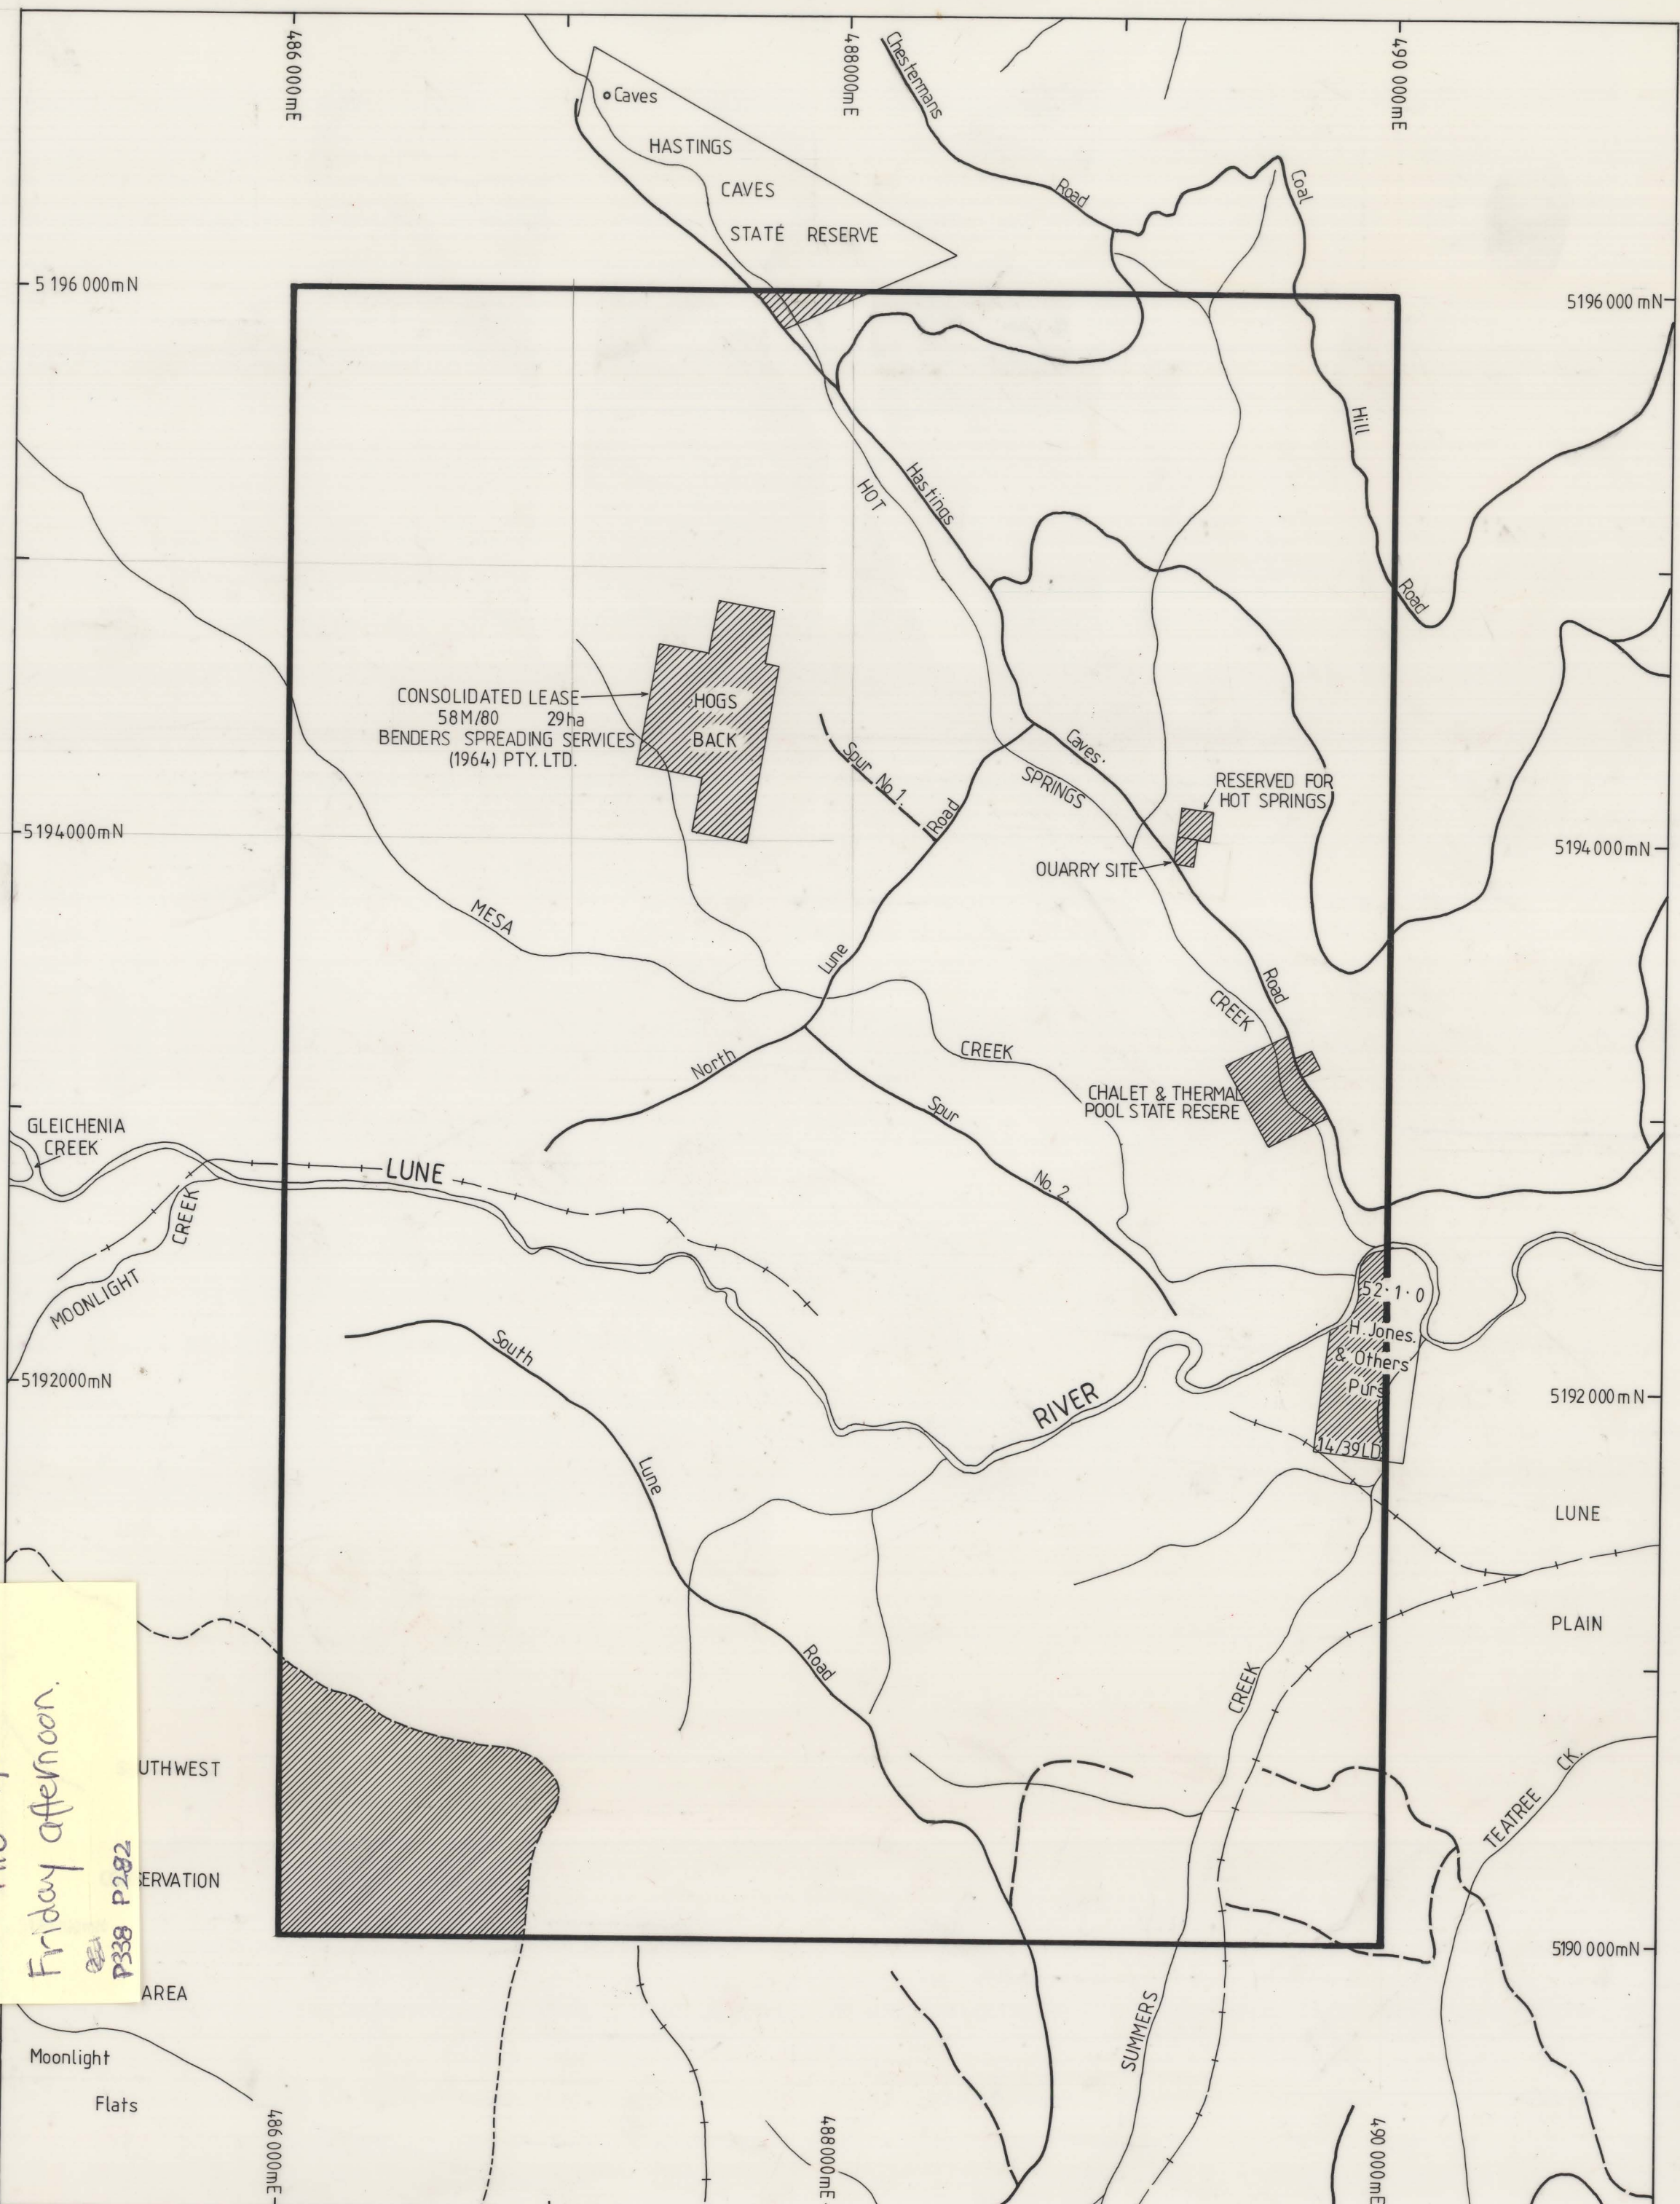 486 000mE
488000mE
490 000mE
Chestermans
Road
Coal
Caves
HASTINGS
CAVES
STATE RESERVE
5 196 000mN
5196 000 mN
Hill
Road
HOT
Hastings
CONSOLIDATED LEASE
58M/80 29ha
BENDERS SPREADING SERVICES
(1964) PTY. LTD.
HOGS
BACK
Spur No 1.
Road
Caves
SPRINGS
RESERVED FOR
HOT SPRINGS
QUARRY SITE
5194000mN
5194 000mN
MESA
Lune
Road
CREEK
CREEK
North
CHALET & THERMAL
POOL STATE RESERE
Spur
No. 2
GLEICHENIA
CREEK
LUNE
CREEK
MOONLIGHT
52·1·0
H. Jones.
& Others
Purs
14/39LD
South
5192000mN
5192 000mN
RIVER
Lune
LUNE
PLAIN
Road
CREEK
UTHWEST
SERVATION
AREA
Friday afternoon.
P338 P282
TEATREE CK.
5190 000mN
SUMMERS
Moonlight
Flats
486 000mE
488000mE
490 000mE